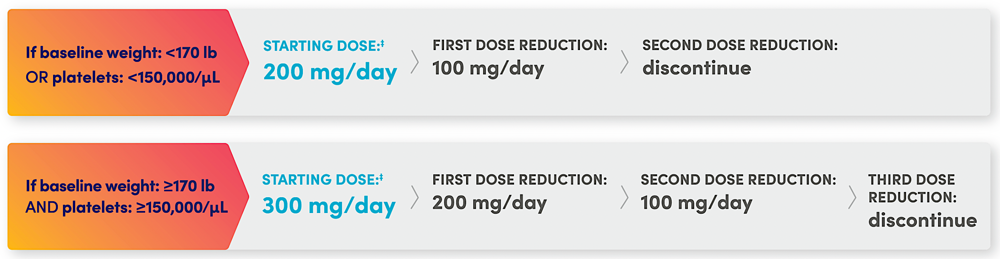 If baseline weight: <170 lb
OR platelets: <150,000/µL
STARTING DOSE:‡
200 mg/day
FIRST DOSE REDUCTION:
100 mg/day
SECOND DOSE REDUCTION:
discontinue
If baseline weight: ≥170 lb
AND platelets: ≥150,000/µL
STARTING DOSE:‡
300 mg/day
FIRST DOSE REDUCTION:
200 mg/day
SECOND DOSE REDUCTION:
100 mg/day
THIRD DOSE
REDUCTION:
discontinue